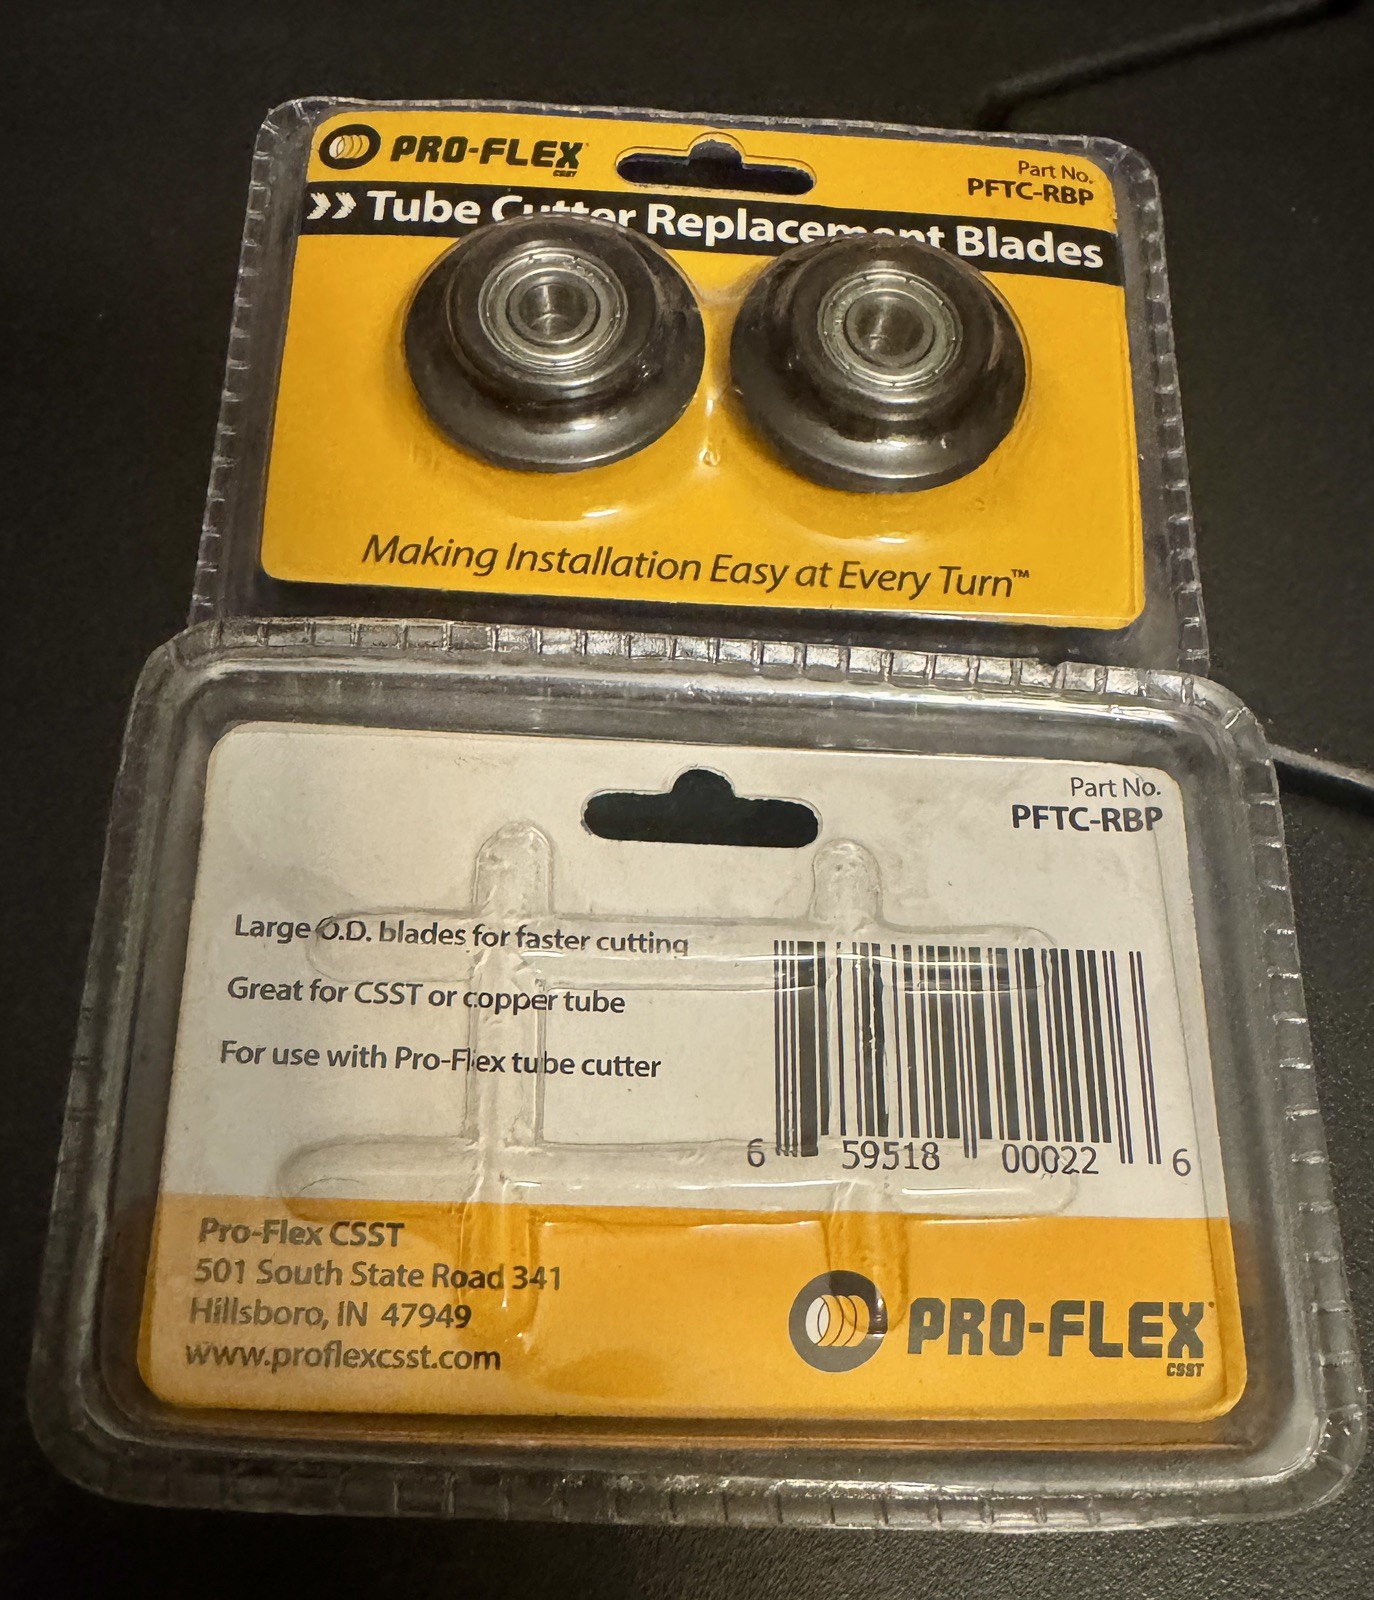 PRO-FLEX
CSST
Part No.
PFTC-RBP
Tube Cutter Replacement Blades
Making Installation Easy at Every Turn™
Part No.
PFTC-RBP
Large O.D. blades for faster cutting
Great for CSST or copper tube
For use with Pro-Flex tube cutter
6 59518 00022 6
Pro-Flex CSST
501 South State Road 341
Hillsboro, IN 47949
www.proflexcsst.com
PRO-FLEX
CSST